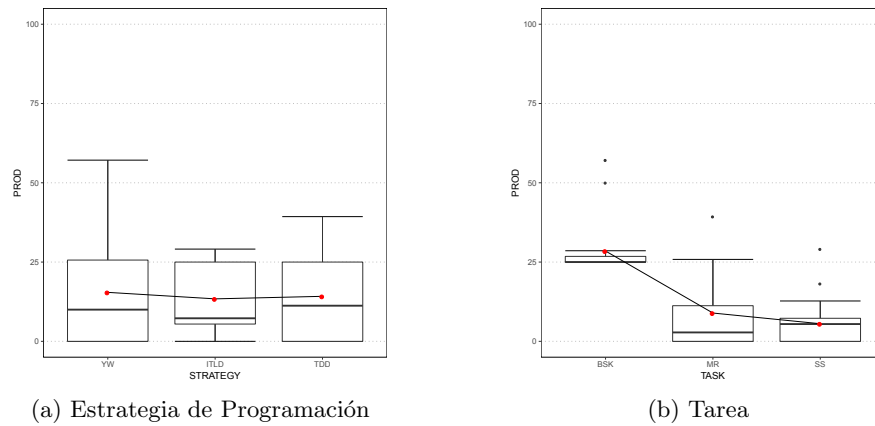 100
75
50
25
0
PROD
YW
ITLD
TDD
STRATEGY
(a) Estrategia de Programación
100
75
50
25
0
PROD
BSK
MR
SS
TASK
(b) Tarea